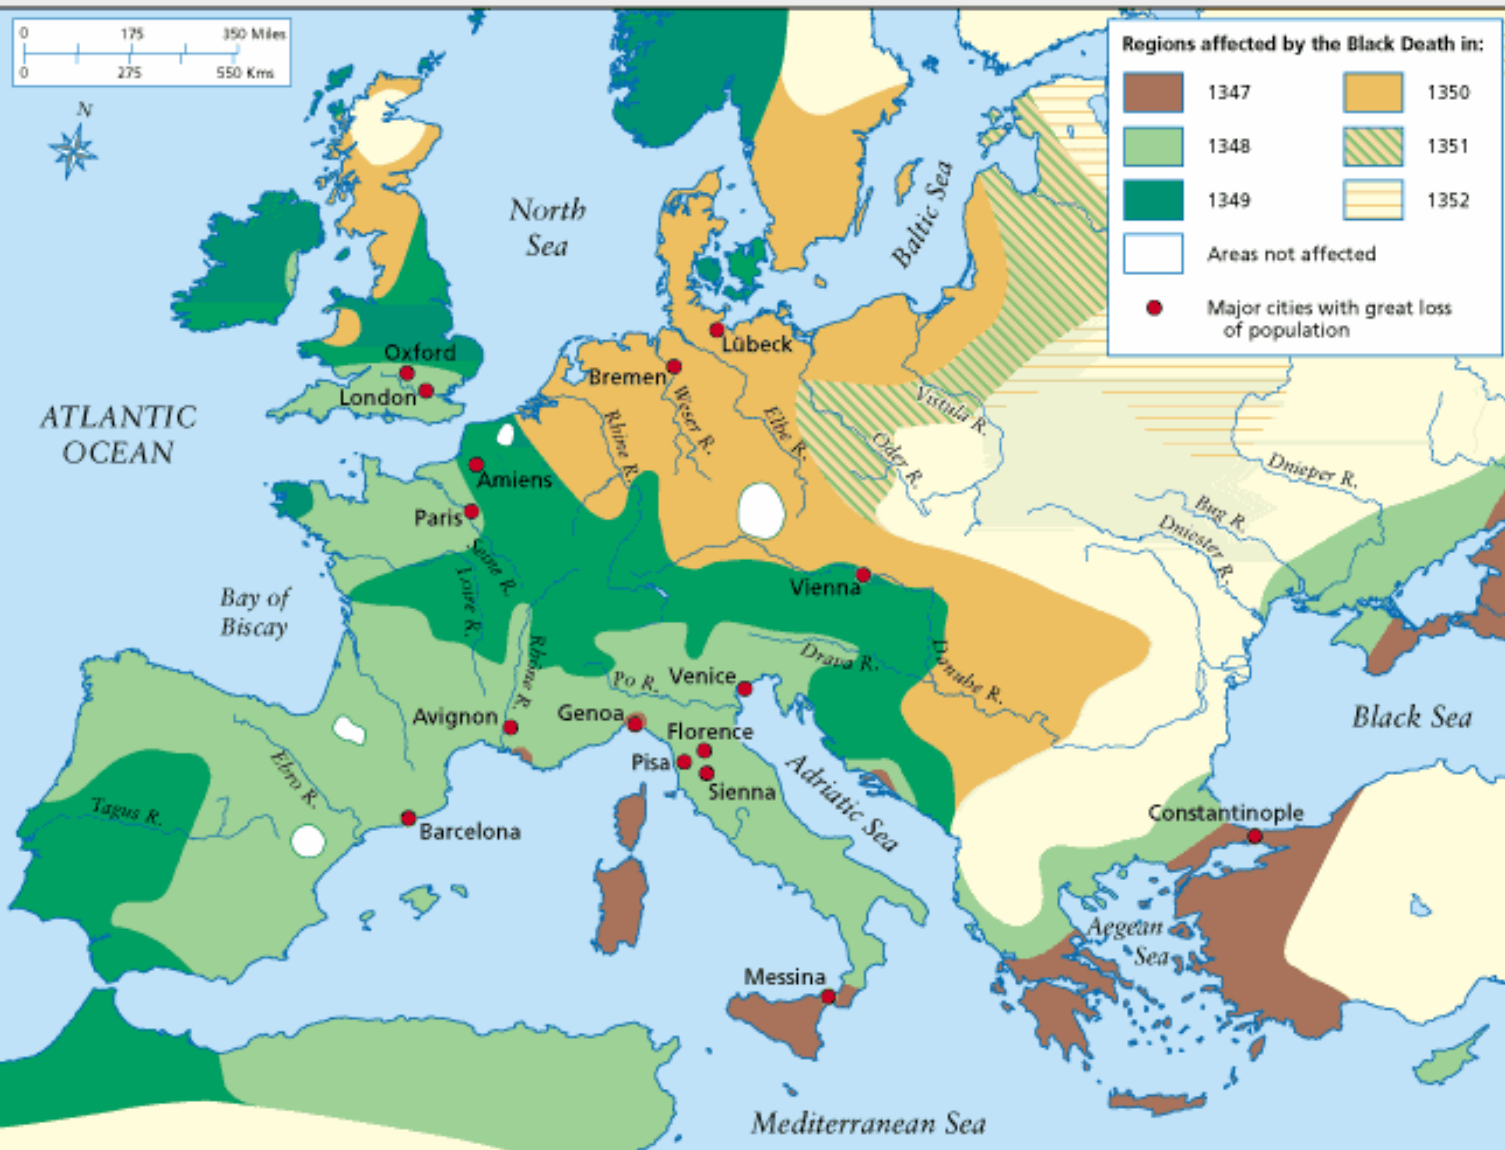 0 175 350 Miles
0 275 550 Kms
N
Regions affected by the Black Death in:
1347 1350
1348 1351
1349 1352
Areas not affected
Major cities with great loss
of population
North
Sea
Baltic Sea
ATLANTIC
OCEAN
Oxford
London
Lübeck
Bremen
Weser R.
Rhine R.
Elbe R.
Vistula R.
Oder R.
Dnieper R.
Bug R.
Dniester R.
Amiens
Paris
Seine R.
Loire R.
Vienna
Bay of
Biscay
Rhone R.
Drava R.
Danube R.
Po R.
Venice
Avignon
Genoa
Florence
Pisa
Sienna
Adriatic Sea
Black Sea
Ebro R.
Tagus R.
Barcelona
Constantinople
Aegean
Sea
Messina
Mediterranean Sea